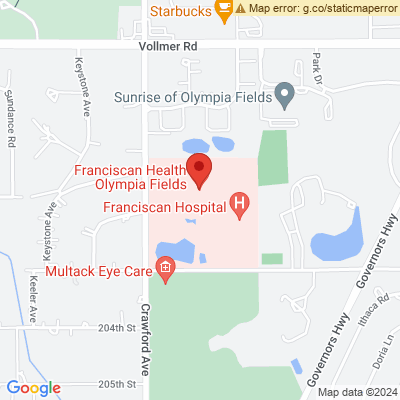 Map error: g.co/staticmaperror
Starbucks
Vollmer Rd
Keystone Ave
Park Dr
Sundance Rd
Sunrise of Olympia Fields
Franciscan Health
Olympia Fields
Franciscan Hospital
H
Keystone Ave
Governors Hwy
Multack Eye Care
Keeler Ave
Crawford Ave
Ithaca Rd
204th St
Governors Hwy
Doria Ln
205th St
Google
Map data ©2024